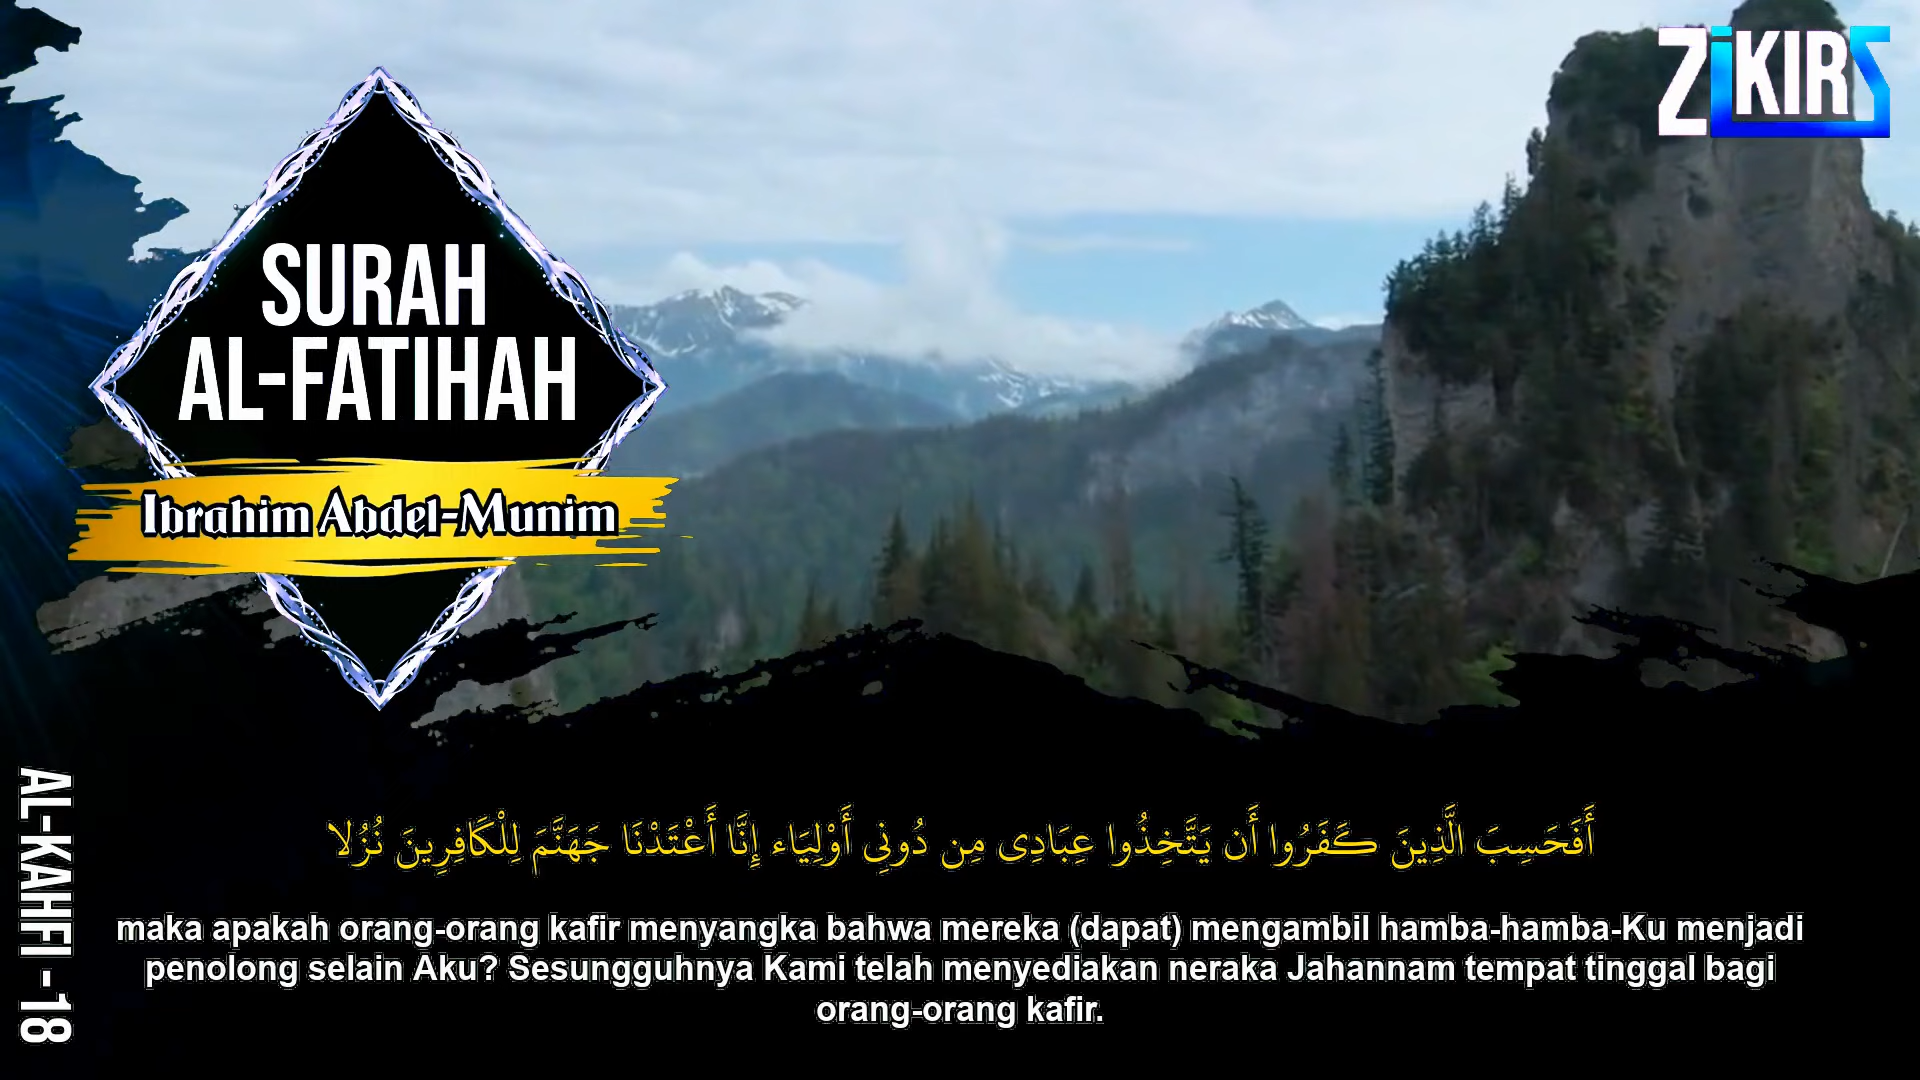 ZiKIRS
SURAH
AL-FATIHAH
Ibrahim Abdel-Munim
AL-KAHFI - 18
أَفَحَسِبَ الَّذِينَ كَفَرُوا أَن يَتَّخِذُوا عِبَادِى مِن دُونِي أَوْلِيَاء إِنَّا أَعْتَدْنَا جَهَنَّمَ لِلْكَافِرِينَ نُزُلا
maka apakah orang-orang kafir menyangka bahwa mereka (dapat) mengambil hamba-hamba-Ku menjadi
penolong selain Aku? Sesungguhnya Kami telah menyediakan neraka Jahannam tempat tinggal bagi
orang-orang kafir.